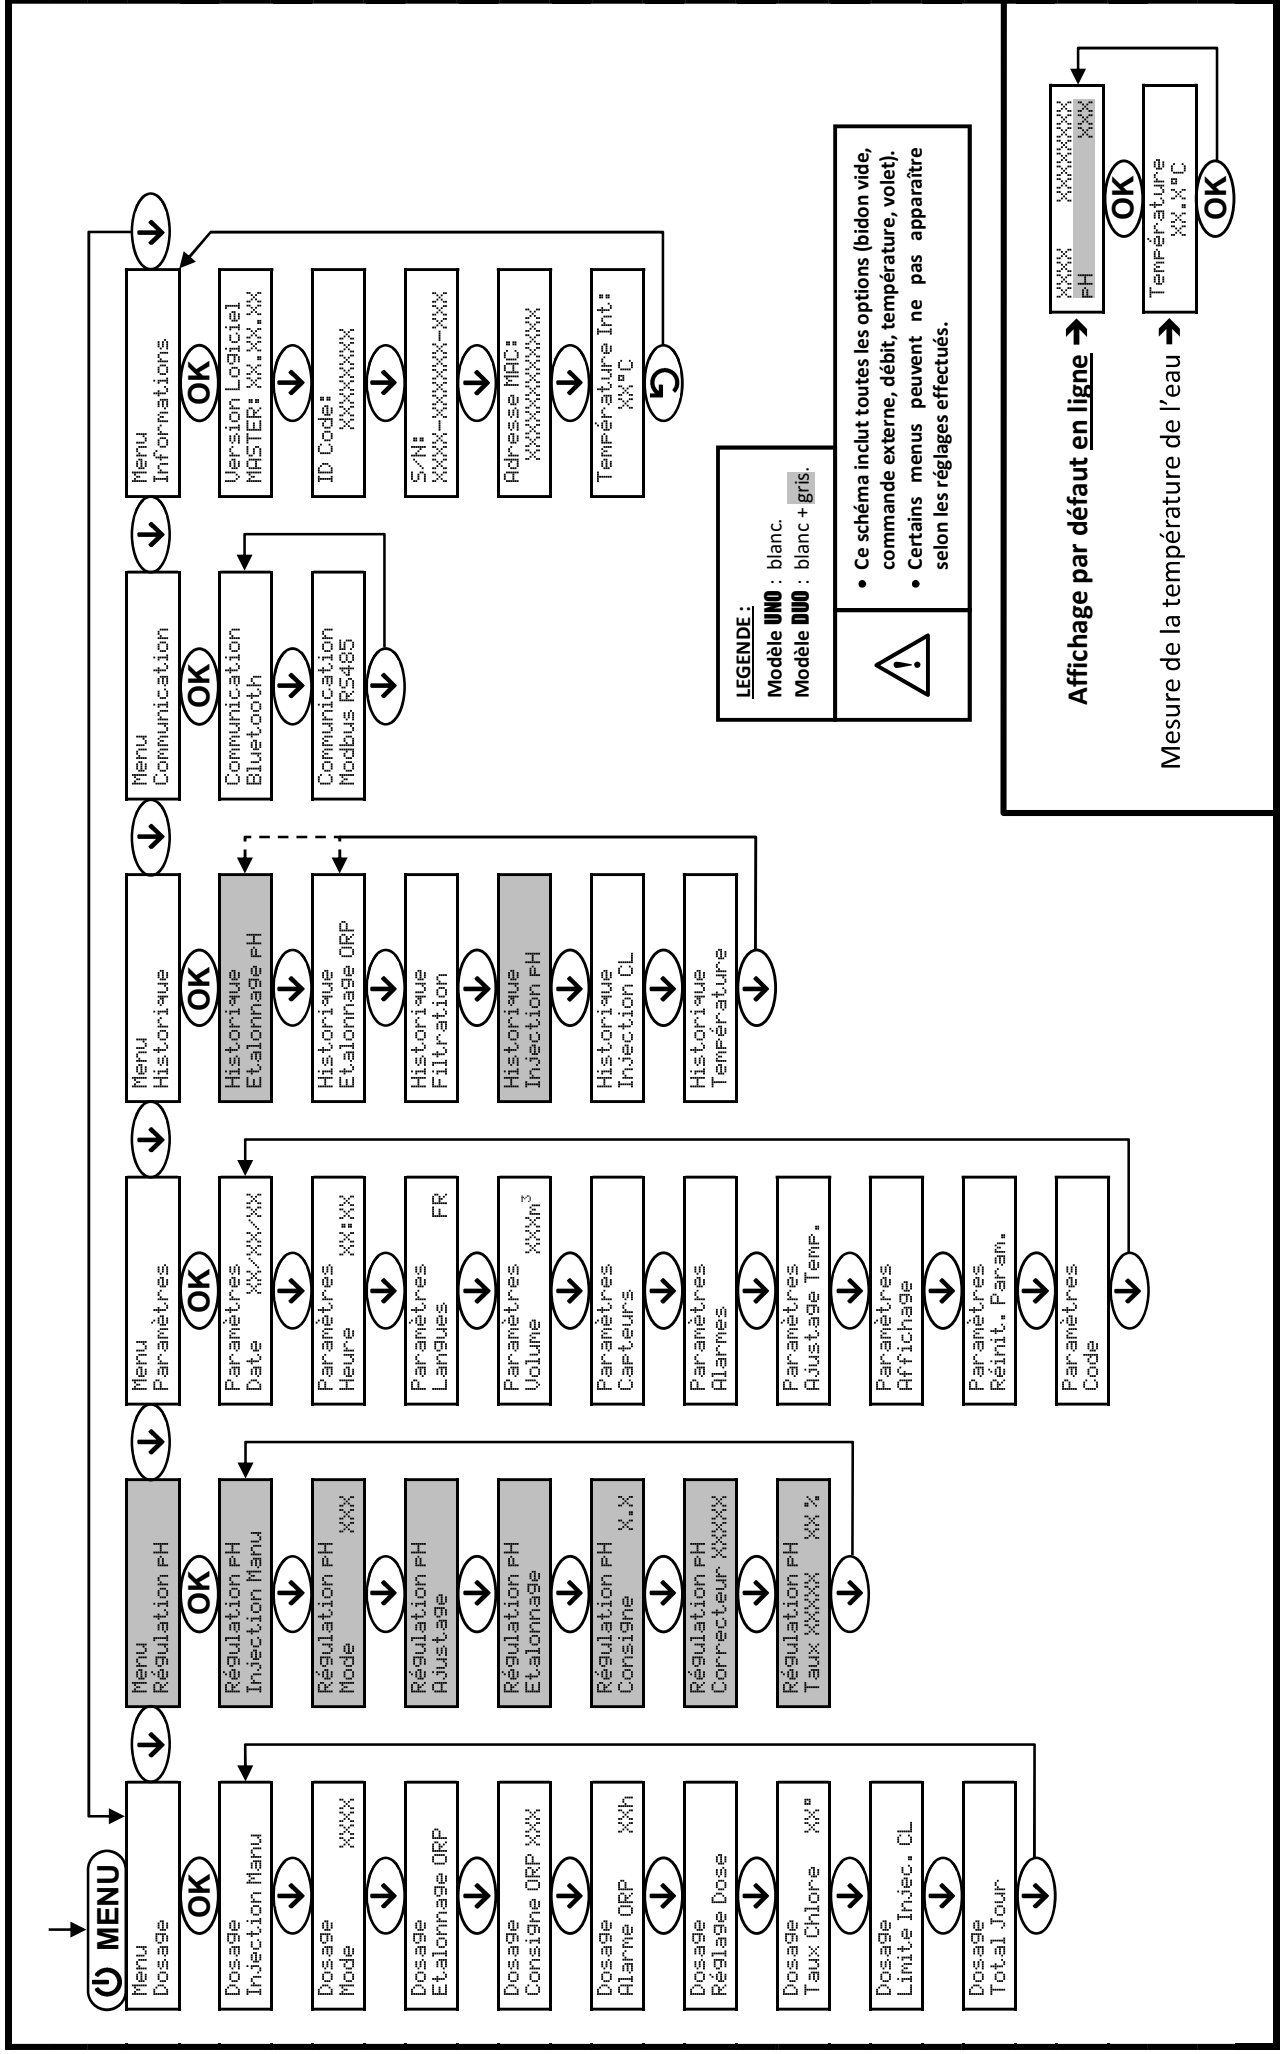 MENU
Menu
Dosage
OK
Dosage
Injection Manu
Dosage
Mode XXXX
Dosage
Etalonnage ORP
Dosage
Consigne ORP XXX
Dosage
Alarme ORP XXh
Dosage
Réglage Dose
Dosage
Taux Chlore XX°
Dosage
Limite Injec. CL
Dosage
Total Jour
Menu
Régulation pH
OK
Régulation pH
Injection Manu
Régulation pH
Mode XXX
Régulation pH
Ajustage
Régulation pH
Etalonnage
Régulation pH
Consigne X.X
Régulation pH
Correcteur XXXXX
Régulation pH
Taux XXXXX XX %
Menu
Paramètres
OK
Paramètres
Date XX/XX/XX
Paramètres
Heure XX:XX
Paramètres
Langues FR
Paramètres
Volume XXXm³
Paramètres
Capteurs
Paramètres
Alarmes
Paramètres
Ajustage Temp.
Paramètres
Affichage
Paramètres
Réinit. Param.
Paramètres
Code
Menu
Historique
OK
Historique
Etalonnage pH
Historique
Etalonnage ORP
Historique
Filtration
Historique
Injection pH
Historique
Injection CL
Historique
Température
Menu
Communication
OK
Communication
Bluetooth
Communication
Modbus RS485
Menu
Informations
OK
Version Logiciel
MASTER: XX.XX.XX
ID Code:
XXXXXXXX
S/N:
XXXX-XXXXXX-XXX
Adresse MAC:
XXXXXXXXXXXX
Température Int:
XX°C
LEGENDE :
Modèle UNO : blanc.
Modèle DUO : blanc + gris.
• Ce schéma inclut toutes les options (bidon vide,
commande externe, débit, température, volet).
• Certains menus peuvent ne pas apparaître
selon les réglages effectués.
Affichage par défaut en ligne →
XXXX XXXXXXXX
pH XXX
OK
Mesure de la température de l'eau →
Température
XX.X°C
OK